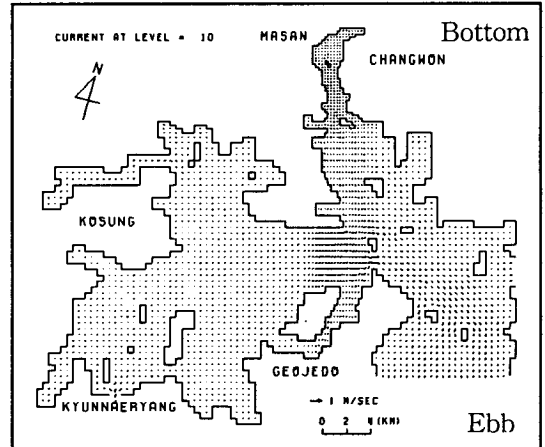 Bottom
CURRENT AT LEVEL = 10
MASAN
CHANGWON
N
KOSUNG
GEOJEDO
KYUNNAERYANG
→ 1 M/SEC
0 2 4 (KM)
Ebb